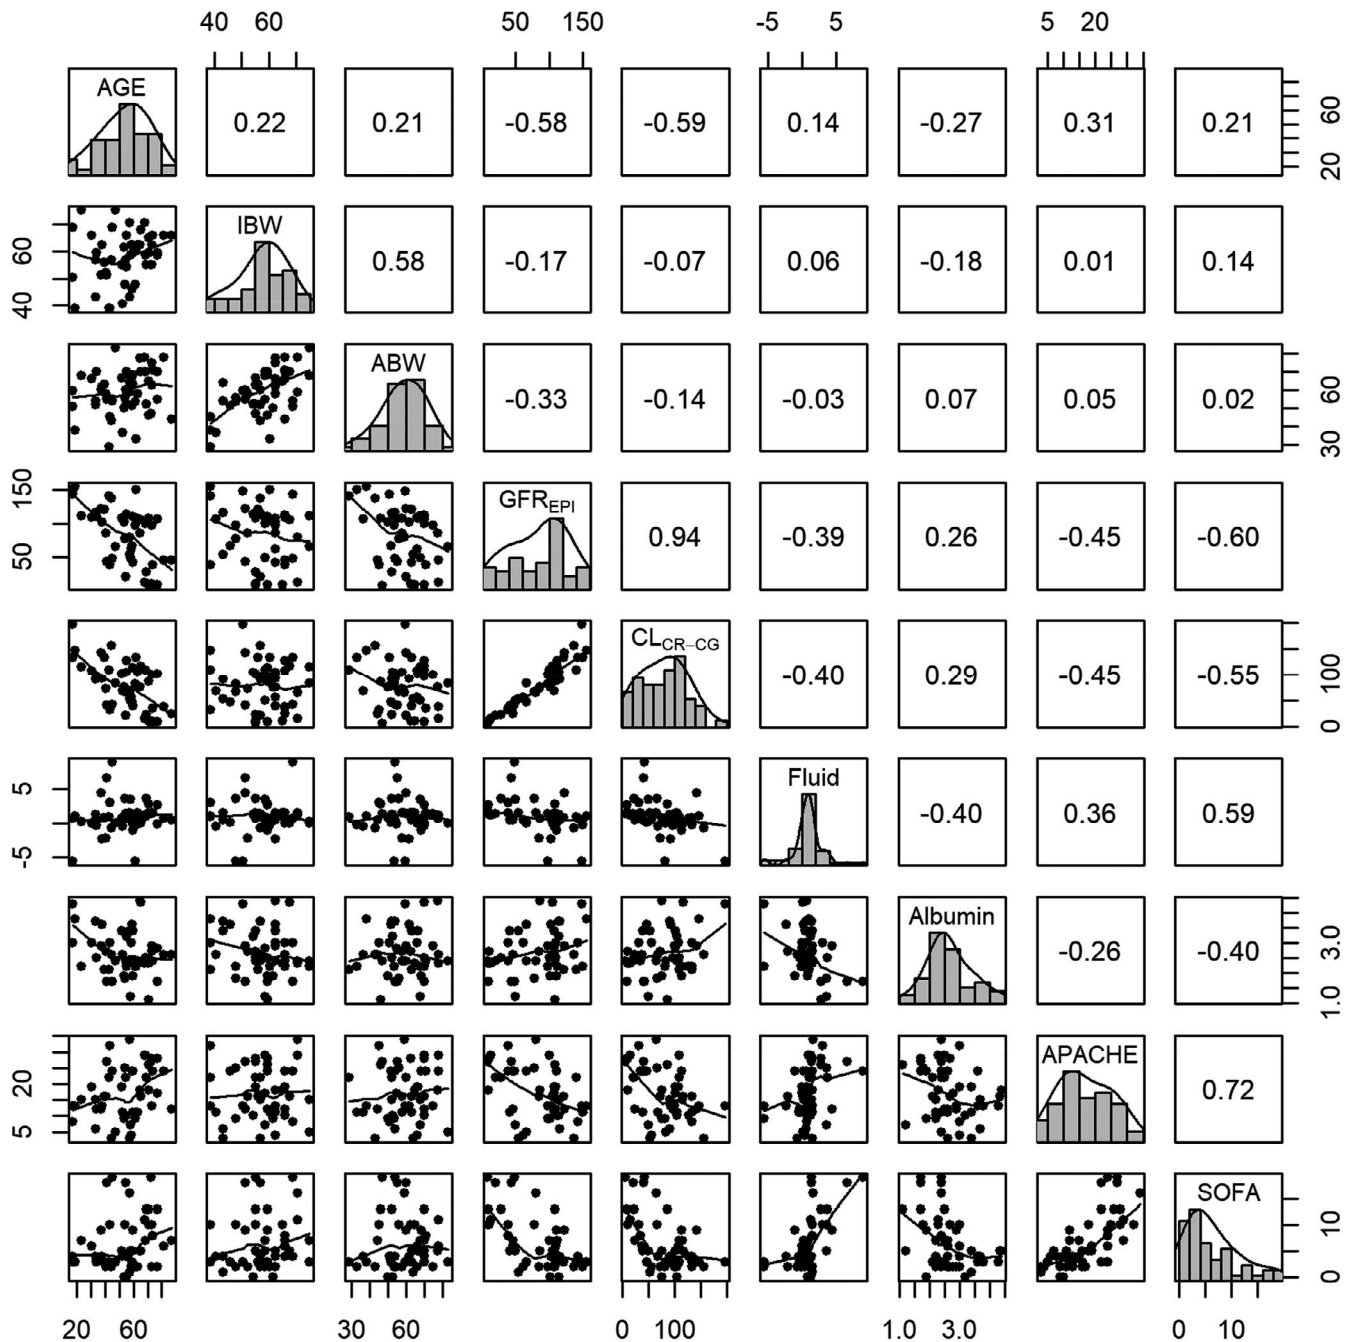 40 60 50 150 -5 5 5 20
AGE 0.22 0.21 -0.58 -0.59 0.14 -0.27 0.31 0.21 20 60
40 60 IBW 0.58 -0.17 -0.07 0.06 -0.18 0.01 0.14
ABW -0.33 -0.14 -0.03 0.07 0.05 0.02 30 60
50 150 GFR_EPI 0.94 -0.39 0.26 -0.45 -0.60
CL_CR–CG -0.40 0.29 -0.45 -0.55 0 100
-5 5 Fluid -0.40 0.36 0.59
Albumin -0.26 -0.40 1.0 3.0
5 20 APACHE 0.72
SOFA 0 10
20 60 30 60 0 100 1.0 3.0 0 10